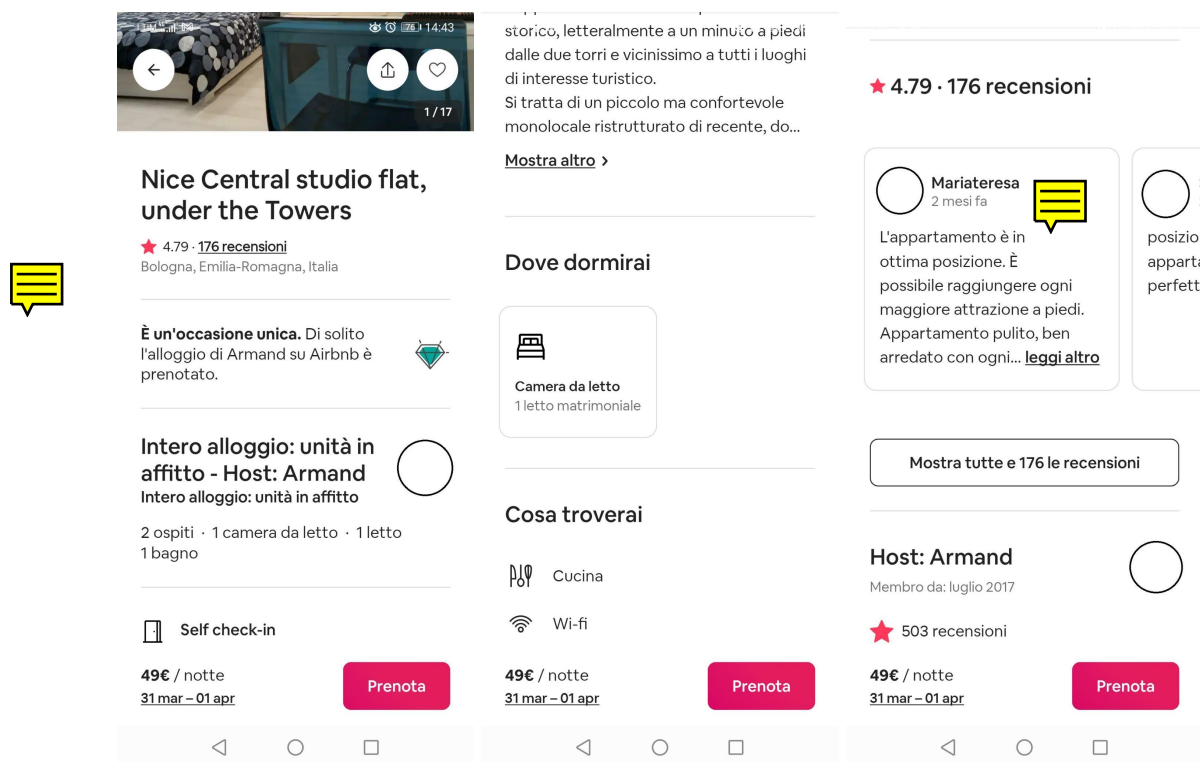 76 14:43
1 / 17
Nice Central studio flat,
under the Towers
4.79 · 176 recensioni
Bologna, Emilia-Romagna, Italia
È un'occasione unica. Di solito
l'alloggio di Armand su Airbnb è
prenotato.
Intero alloggio: unità in
affitto - Host: Armand
Intero alloggio: unità in affitto
2 ospiti · 1 camera da letto · 1 letto
1 bagno
Self check-in
49€ / notte
31 mar – 01 apr
Prenota
storico, letteralmente a un minuto a piedi
dalle due torri e vicinissimo a tutti i luoghi
di interesse turistico.
Si tratta di un piccolo ma confortevole
monolocale ristrutturato di recente, do...
Mostra altro >
Dove dormirai
Camera da letto
1 letto matrimoniale
Cosa troverai
Cucina
Wi-fi
49€ / notte
31 mar – 01 apr
Prenota
4.79 · 176 recensioni
Mariateresa
2 mesi fa
L'appartamento è in
ottima posizione. È
possibile raggiungere ogni
maggiore attrazione a piedi.
Appartamento pulito, ben
arredato con ogni... leggi altro
posizio
apparta
perfett
Mostra tutte e 176 le recensioni
Host: Armand
Membro da: luglio 2017
503 recensioni
49€ / notte
31 mar – 01 apr
Prenota